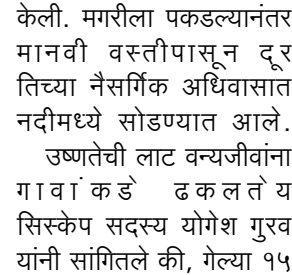 केली. मगरीला पकडल्यानंतर
मानवी वस्तीपासून दूर
तिच्या नैसर्गिक अधिवासात
नदीमध्ये सोडण्यात आले.
उष्णतेची लाट वन्यजीवांना
गावांकडे ढकलतेय
सिस्केप सदस्य योगेश गुरव
यांनी सांगितले की, गेल्या १५